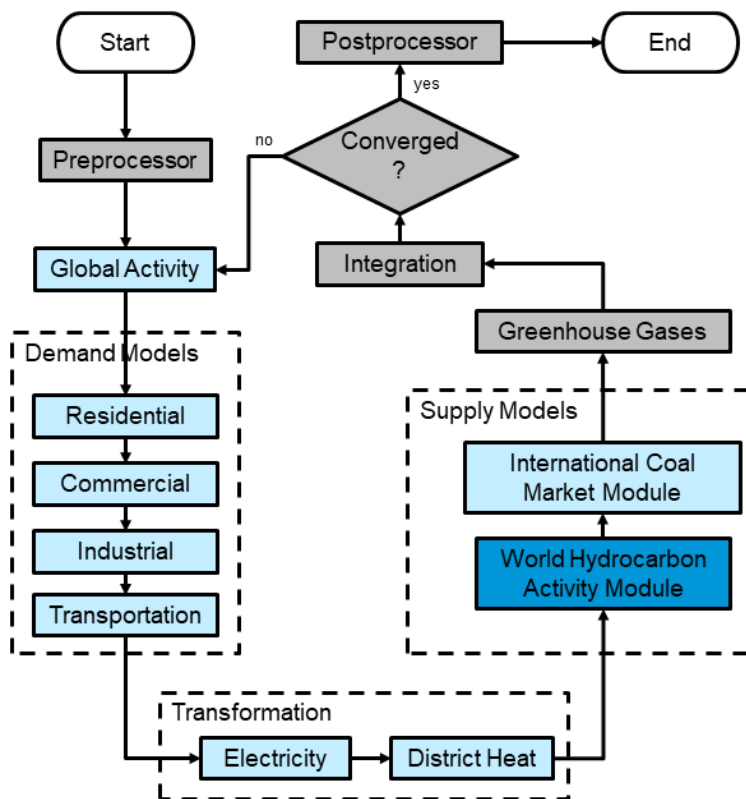 Start
Postprocessor
End
yes
no
Converged
?
Preprocessor
Global Activity
Integration
Greenhouse Gases
Demand Models
Residential
Commercial
Industrial
Transportation
Supply Models
International Coal
Market Module
World Hydrocarbon
Activity Module
Transformation
Electricity
District Heat